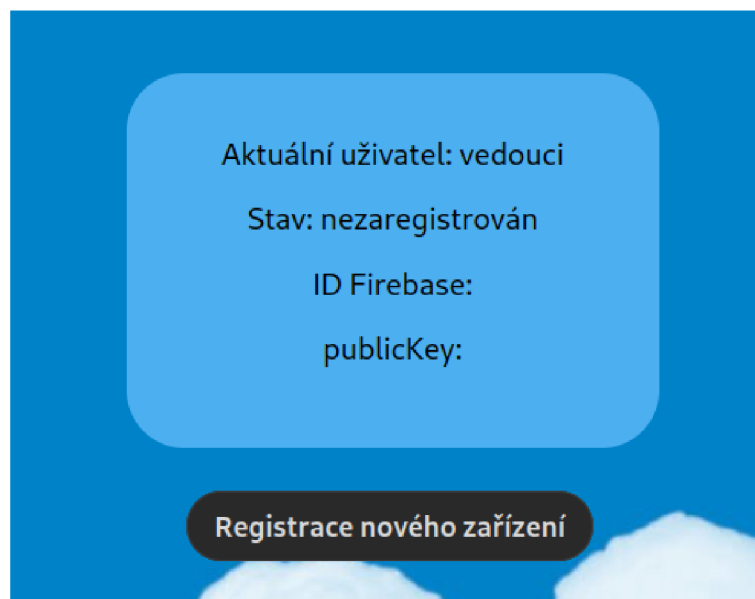 Aktuální uživatel: vedouci
Stav: nezaregistrován
ID Firebase:
publicKey:
Registrace nového zařízení